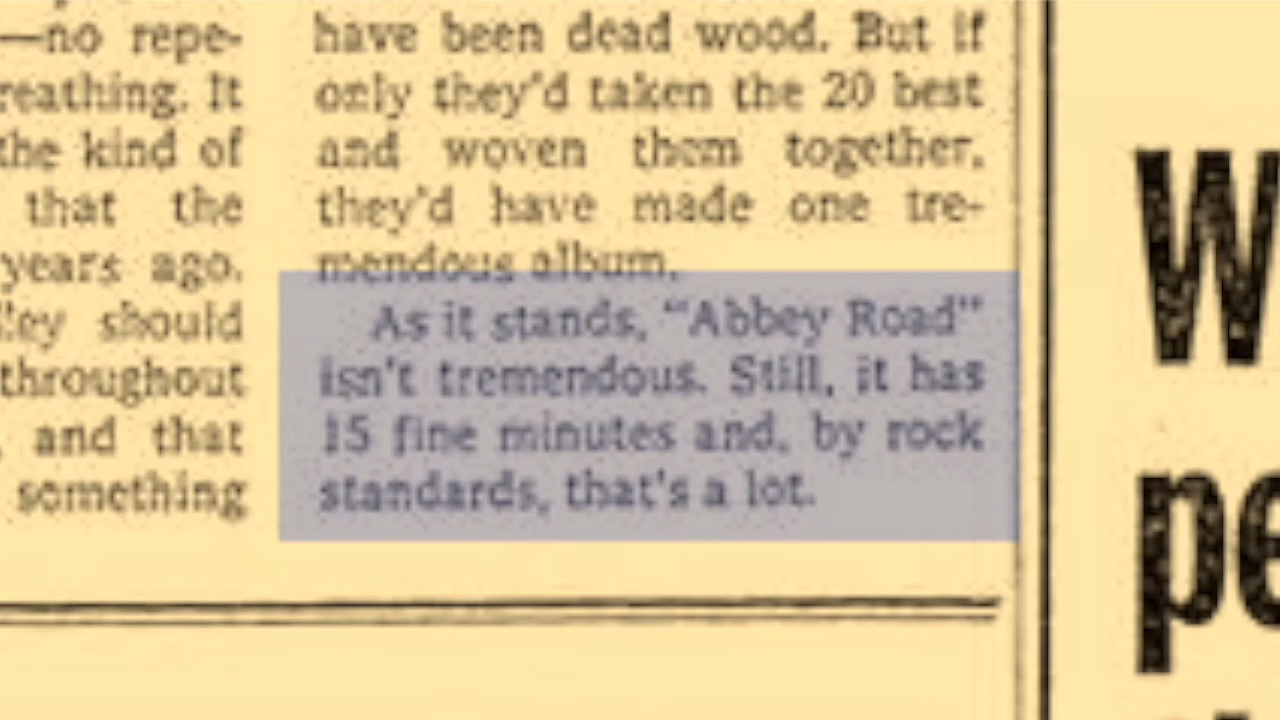 —no repe-
reathing. It
the kind of
that the
years ago.
ley should
throughout
and that
something
have been dead wood. But if
only they'd taken the 20 best
and woven them together,
they'd have made one tre-
mendous album.
As it stands, "Abbey Road"
isn't tremendous. Still, it has
15 fine minutes and, by rock
standards, that's a lot.
W
pe